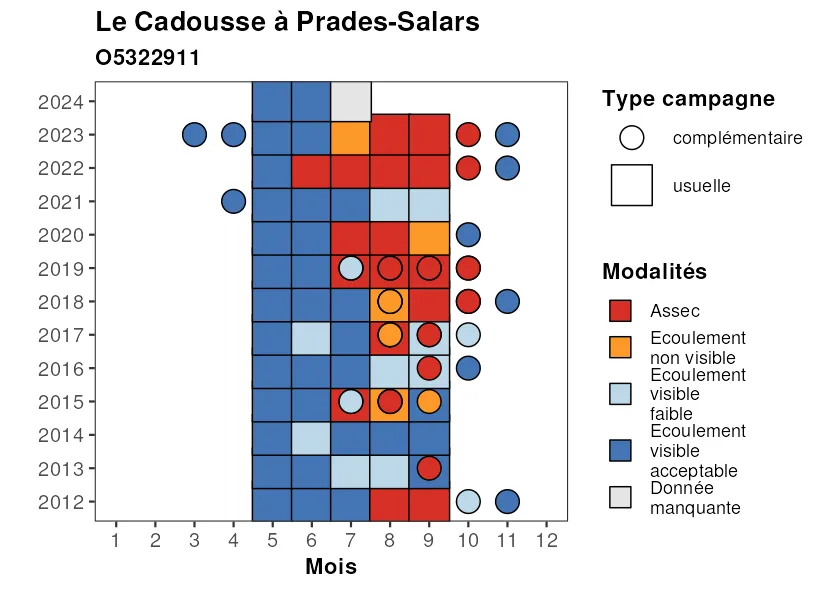 Le Cadousse à Prades-Salars
O5322911
2024
2023
2022
2021
2020
2019
2018
2017
2016
2015
2014
2013
2012
1 2 3 4 5 6 7 8 9 10 11 12
Mois
Type campagne
complémentaire
usuelle
Modalités
Assec
Ecoulement
non visible
Ecoulement
visible
faible
Ecoulement
visible
acceptable
Donnée
manquante